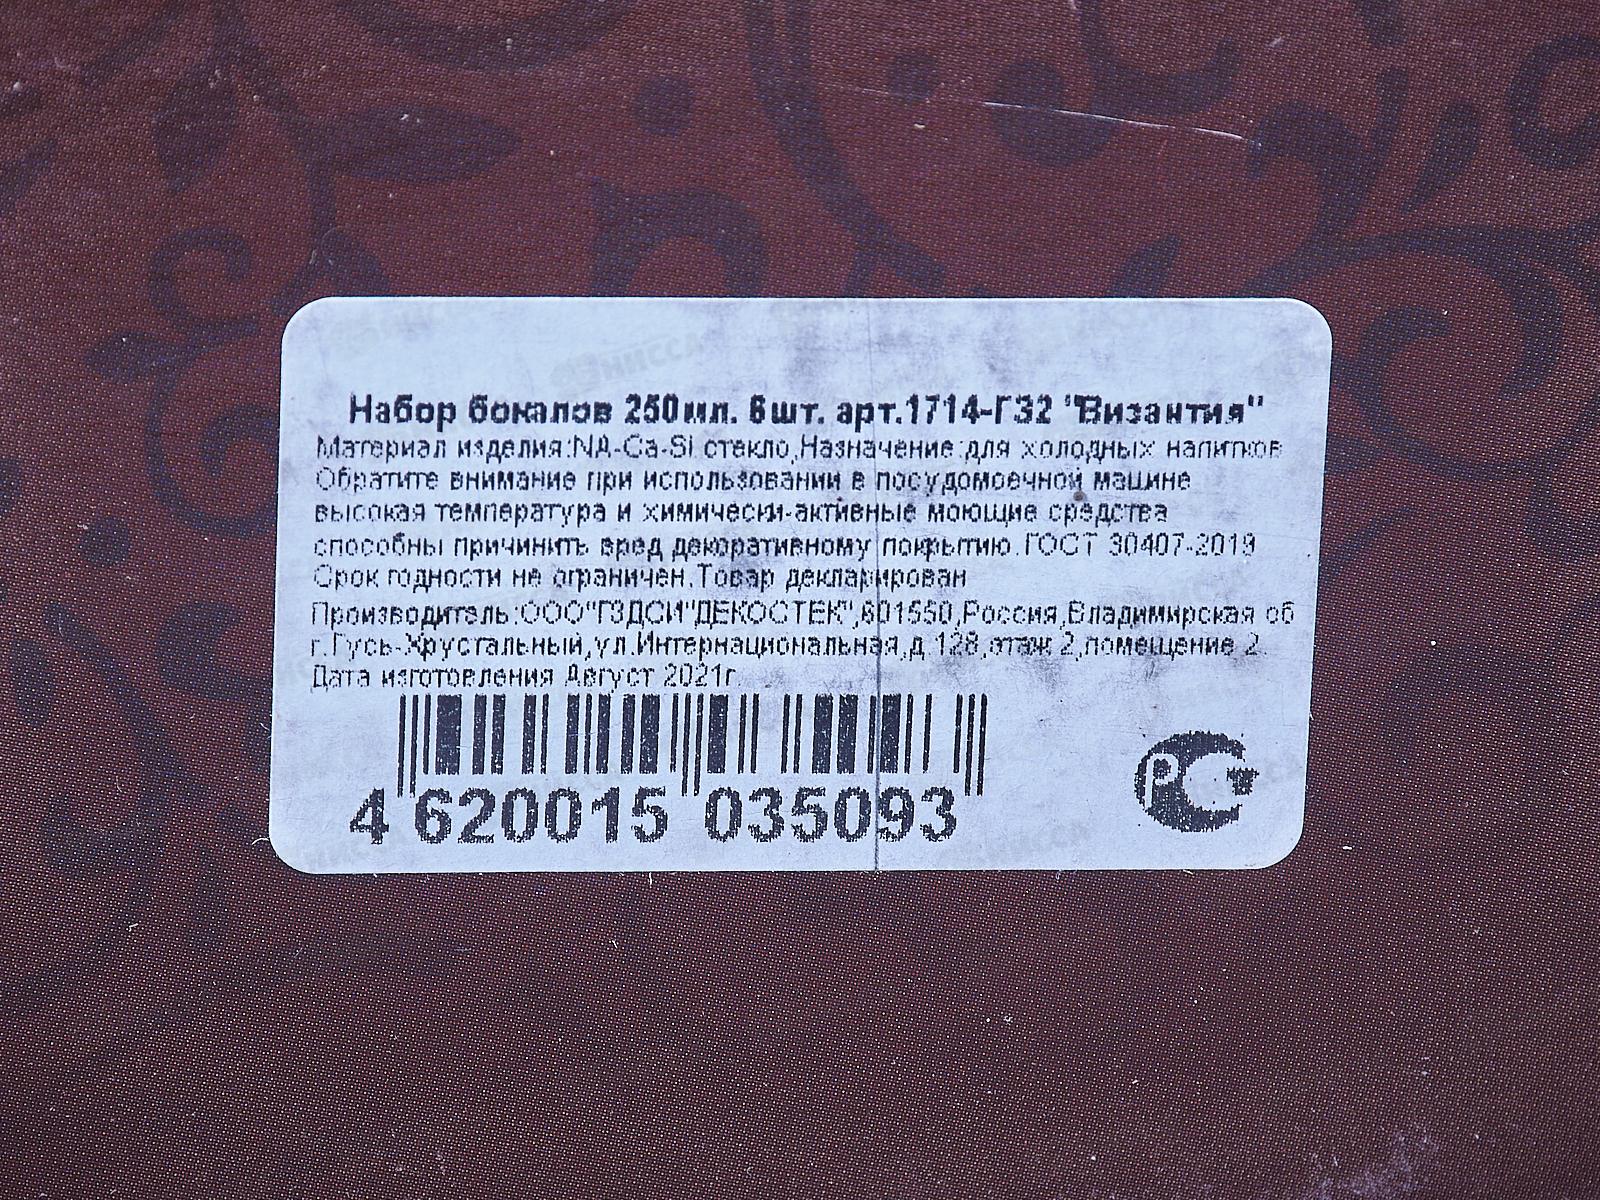 Набор бокалов 250мл. 6шт. арт.1714-ГЗ2 "Византия"
Материал изделия:NA-Ca-Si стекло,Назначение:для холодных напитков
Обратите внимание при использовании в посудомоечной машине
высокая температура и химически-активные моющие средства
способны причинить вред декоративному покрытию.ГОСТ 30407-2019
Срок годности не ограничен.Товар декларирован
Производитель:ООО"ГЗДСИ"ДЕКОСТЕК",601550,Россия,Владимирская об
г.Гусь-Хрустальный,ул.Интернациональная,д.128,этаж 2,помещение 2.
Дата изготовления Август 2021г.
4 620015 035093
РСТ